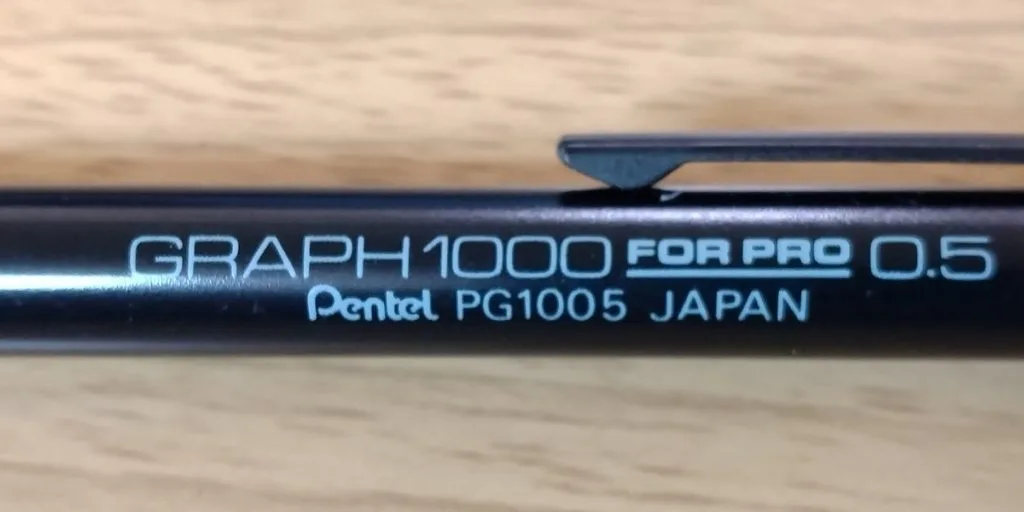 GRAPH 1000 FOR PRO 0.5
Pentel PG1005 JAPAN